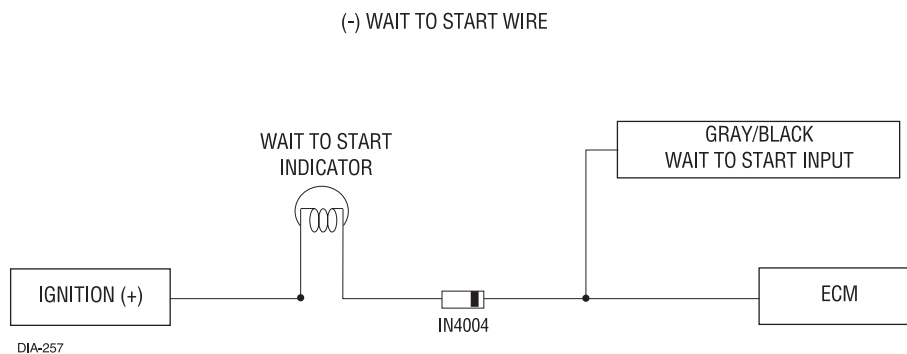 (-) WAIT TO START WIRE
WAIT TO START
INDICATOR
GRAY/BLACK
WAIT TO START INPUT
IGNITION (+)
IN4004
ECM
DIA-257